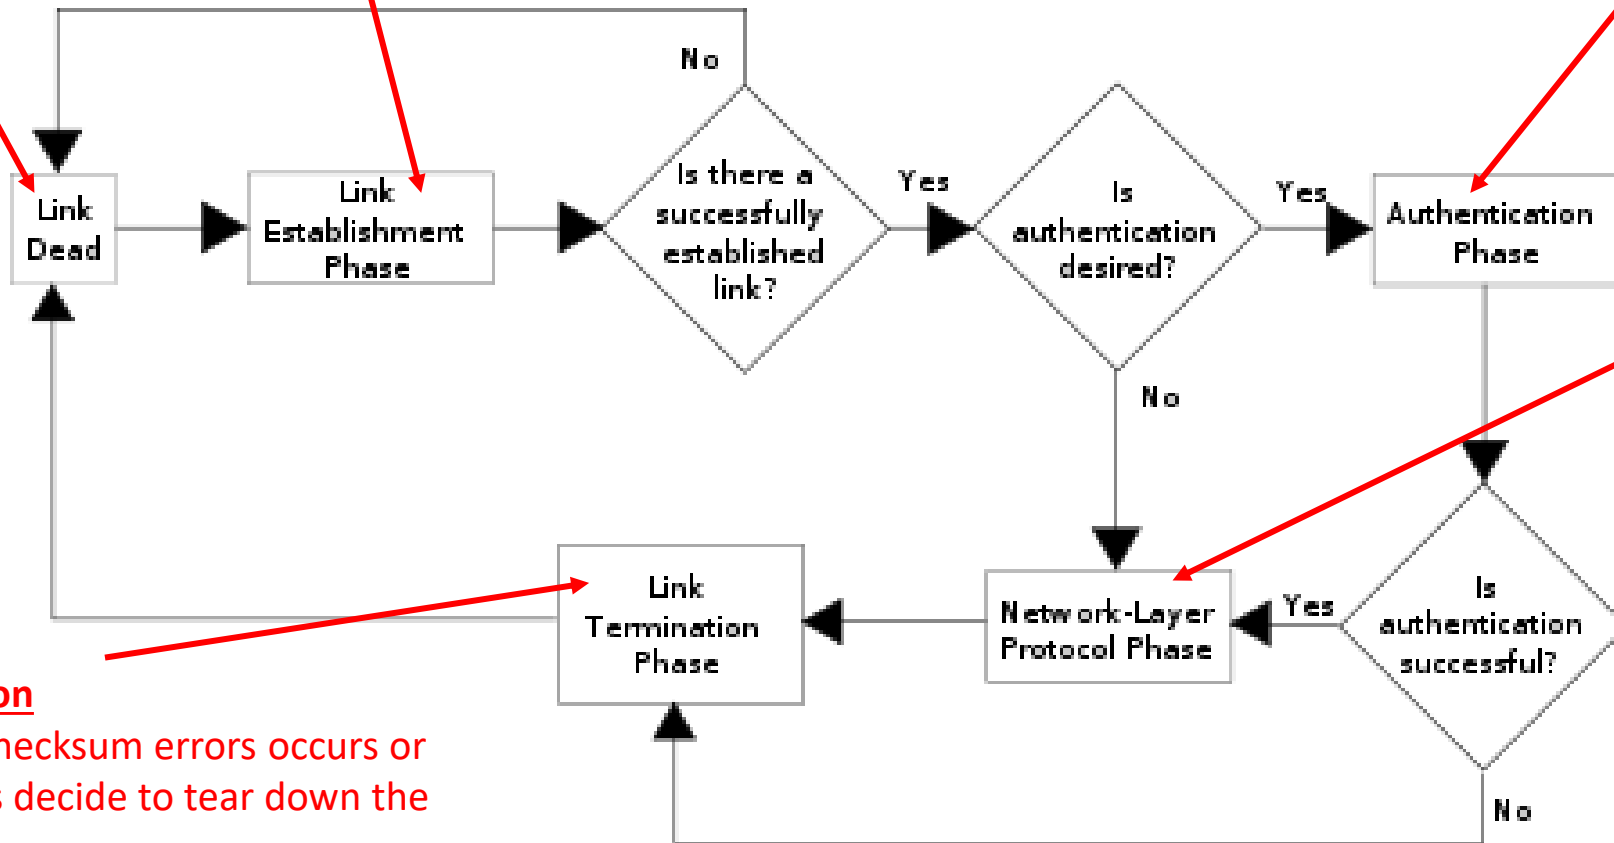 No
Link
Dead
Link
Establishment
Phase
Is there a
successfully
established
link?
Yes
Is
authentication
desired?
Yes
Authentication
Phase
No
Link
Termination
Phase
Network-Layer
Protocol Phase
Yes
Is
authentication
successful?
No
on
hecksum errors occurs or
s decide to tear down the